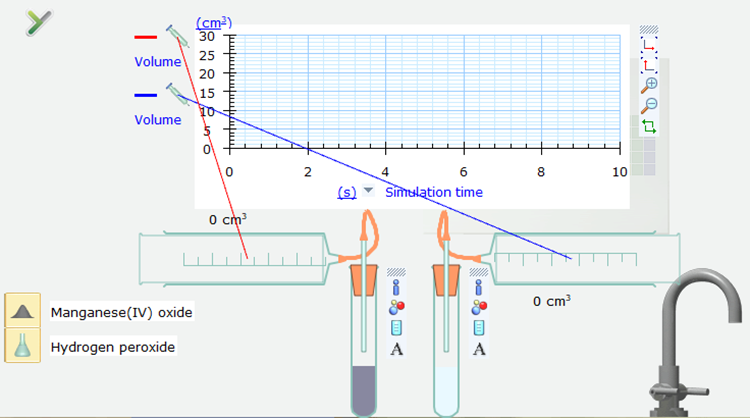 (cm³)
30
25
20
15
10
5
0
Volume
Volume
0 2 4 6 8 10
(s) Simulation time
0 cm³
0 cm³
Manganese(IV) oxide
Hydrogen peroxide
A A